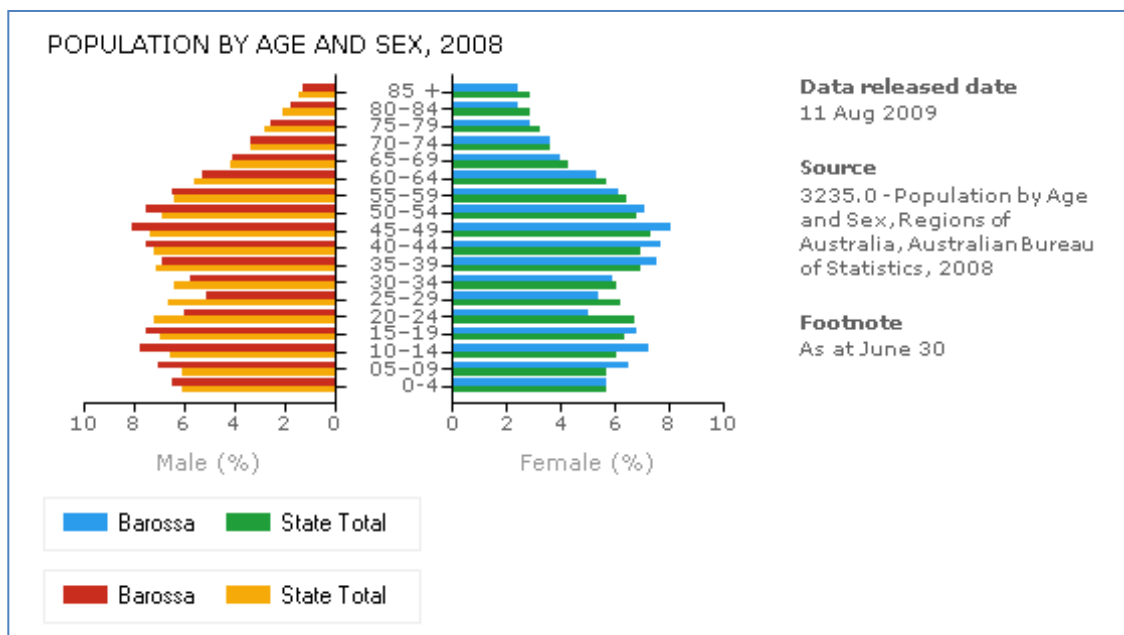 POPULATION BY AGE AND SEX, 2008
85 +
80-84
75-79
70-74
65-69
60-64
55-59
50-54
45-49
40-44
35-39
30-34
25-29
20-24
15-19
10-14
05-09
0-4
10 8 6 4 2 0
0 2 4 6 8 10
Male (%)
Female (%)
Data released date
11 Aug 2009
Source
3235.0 - Population by Age
and Sex, Regions of
Australia, Australian Bureau
of Statistics, 2008
Footnote
As at June 30
Barossa State Total
Barossa State Total